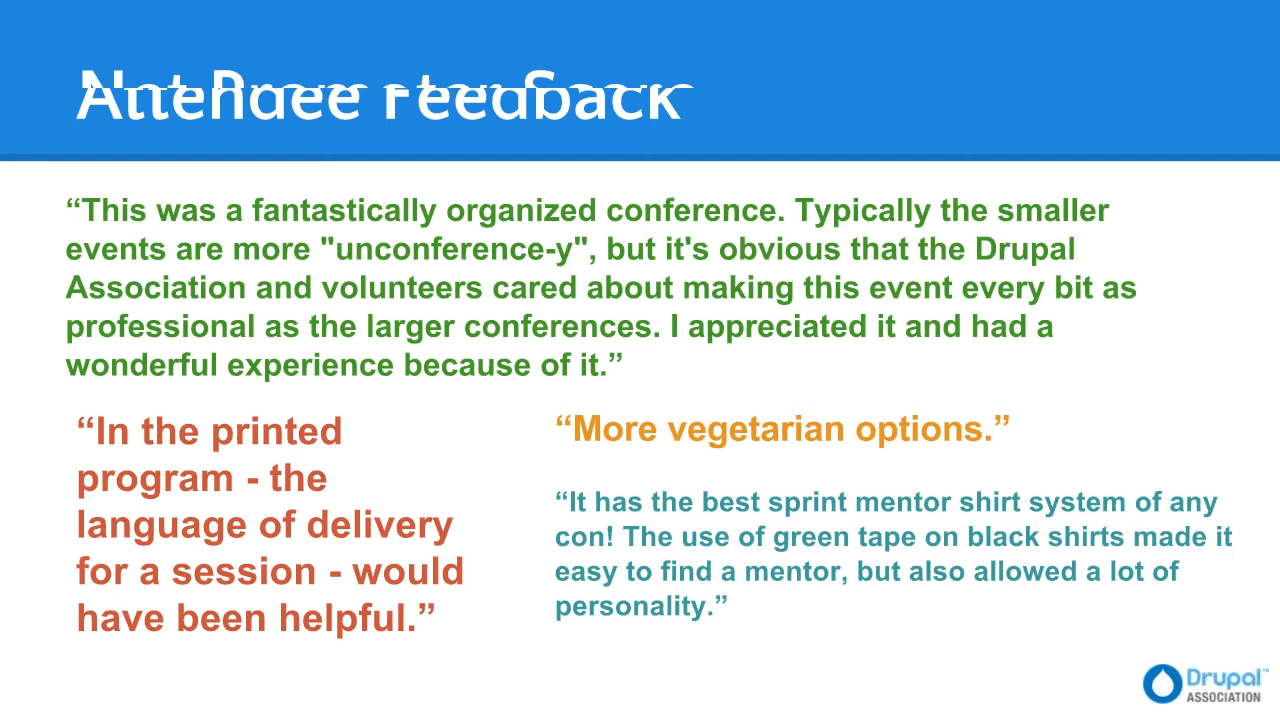 Attendee Feedback
“This was a fantastically organized conference. Typically the smaller
events are more "unconference-y", but it's obvious that the Drupal
Association and volunteers cared about making this event every bit as
professional as the larger conferences. I appreciated it and had a
wonderful experience because of it.”
“In the printed
program - the
language of delivery
for a session - would
have been helpful.”
“More vegetarian options.”
“It has the best sprint mentor shirt system of any
con! The use of green tape on black shirts made it
easy to find a mentor, but also allowed a lot of
personality.”
Drupal™
ASSOCIATION